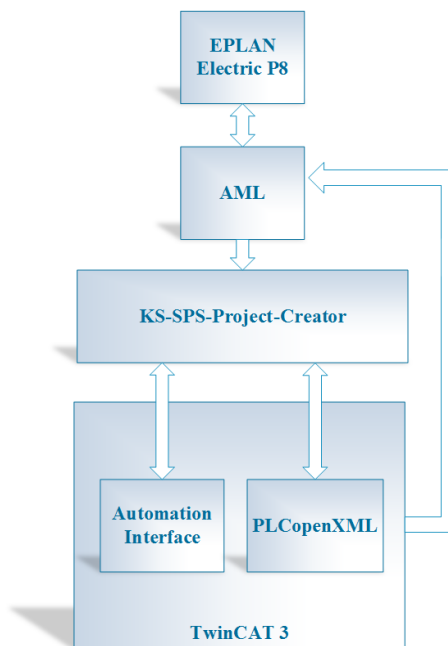 EPLAN
Electric P8
AML
KS-SPS-Project-Creator
Automation
Interface
PLCopenXML
TwinCAT 3